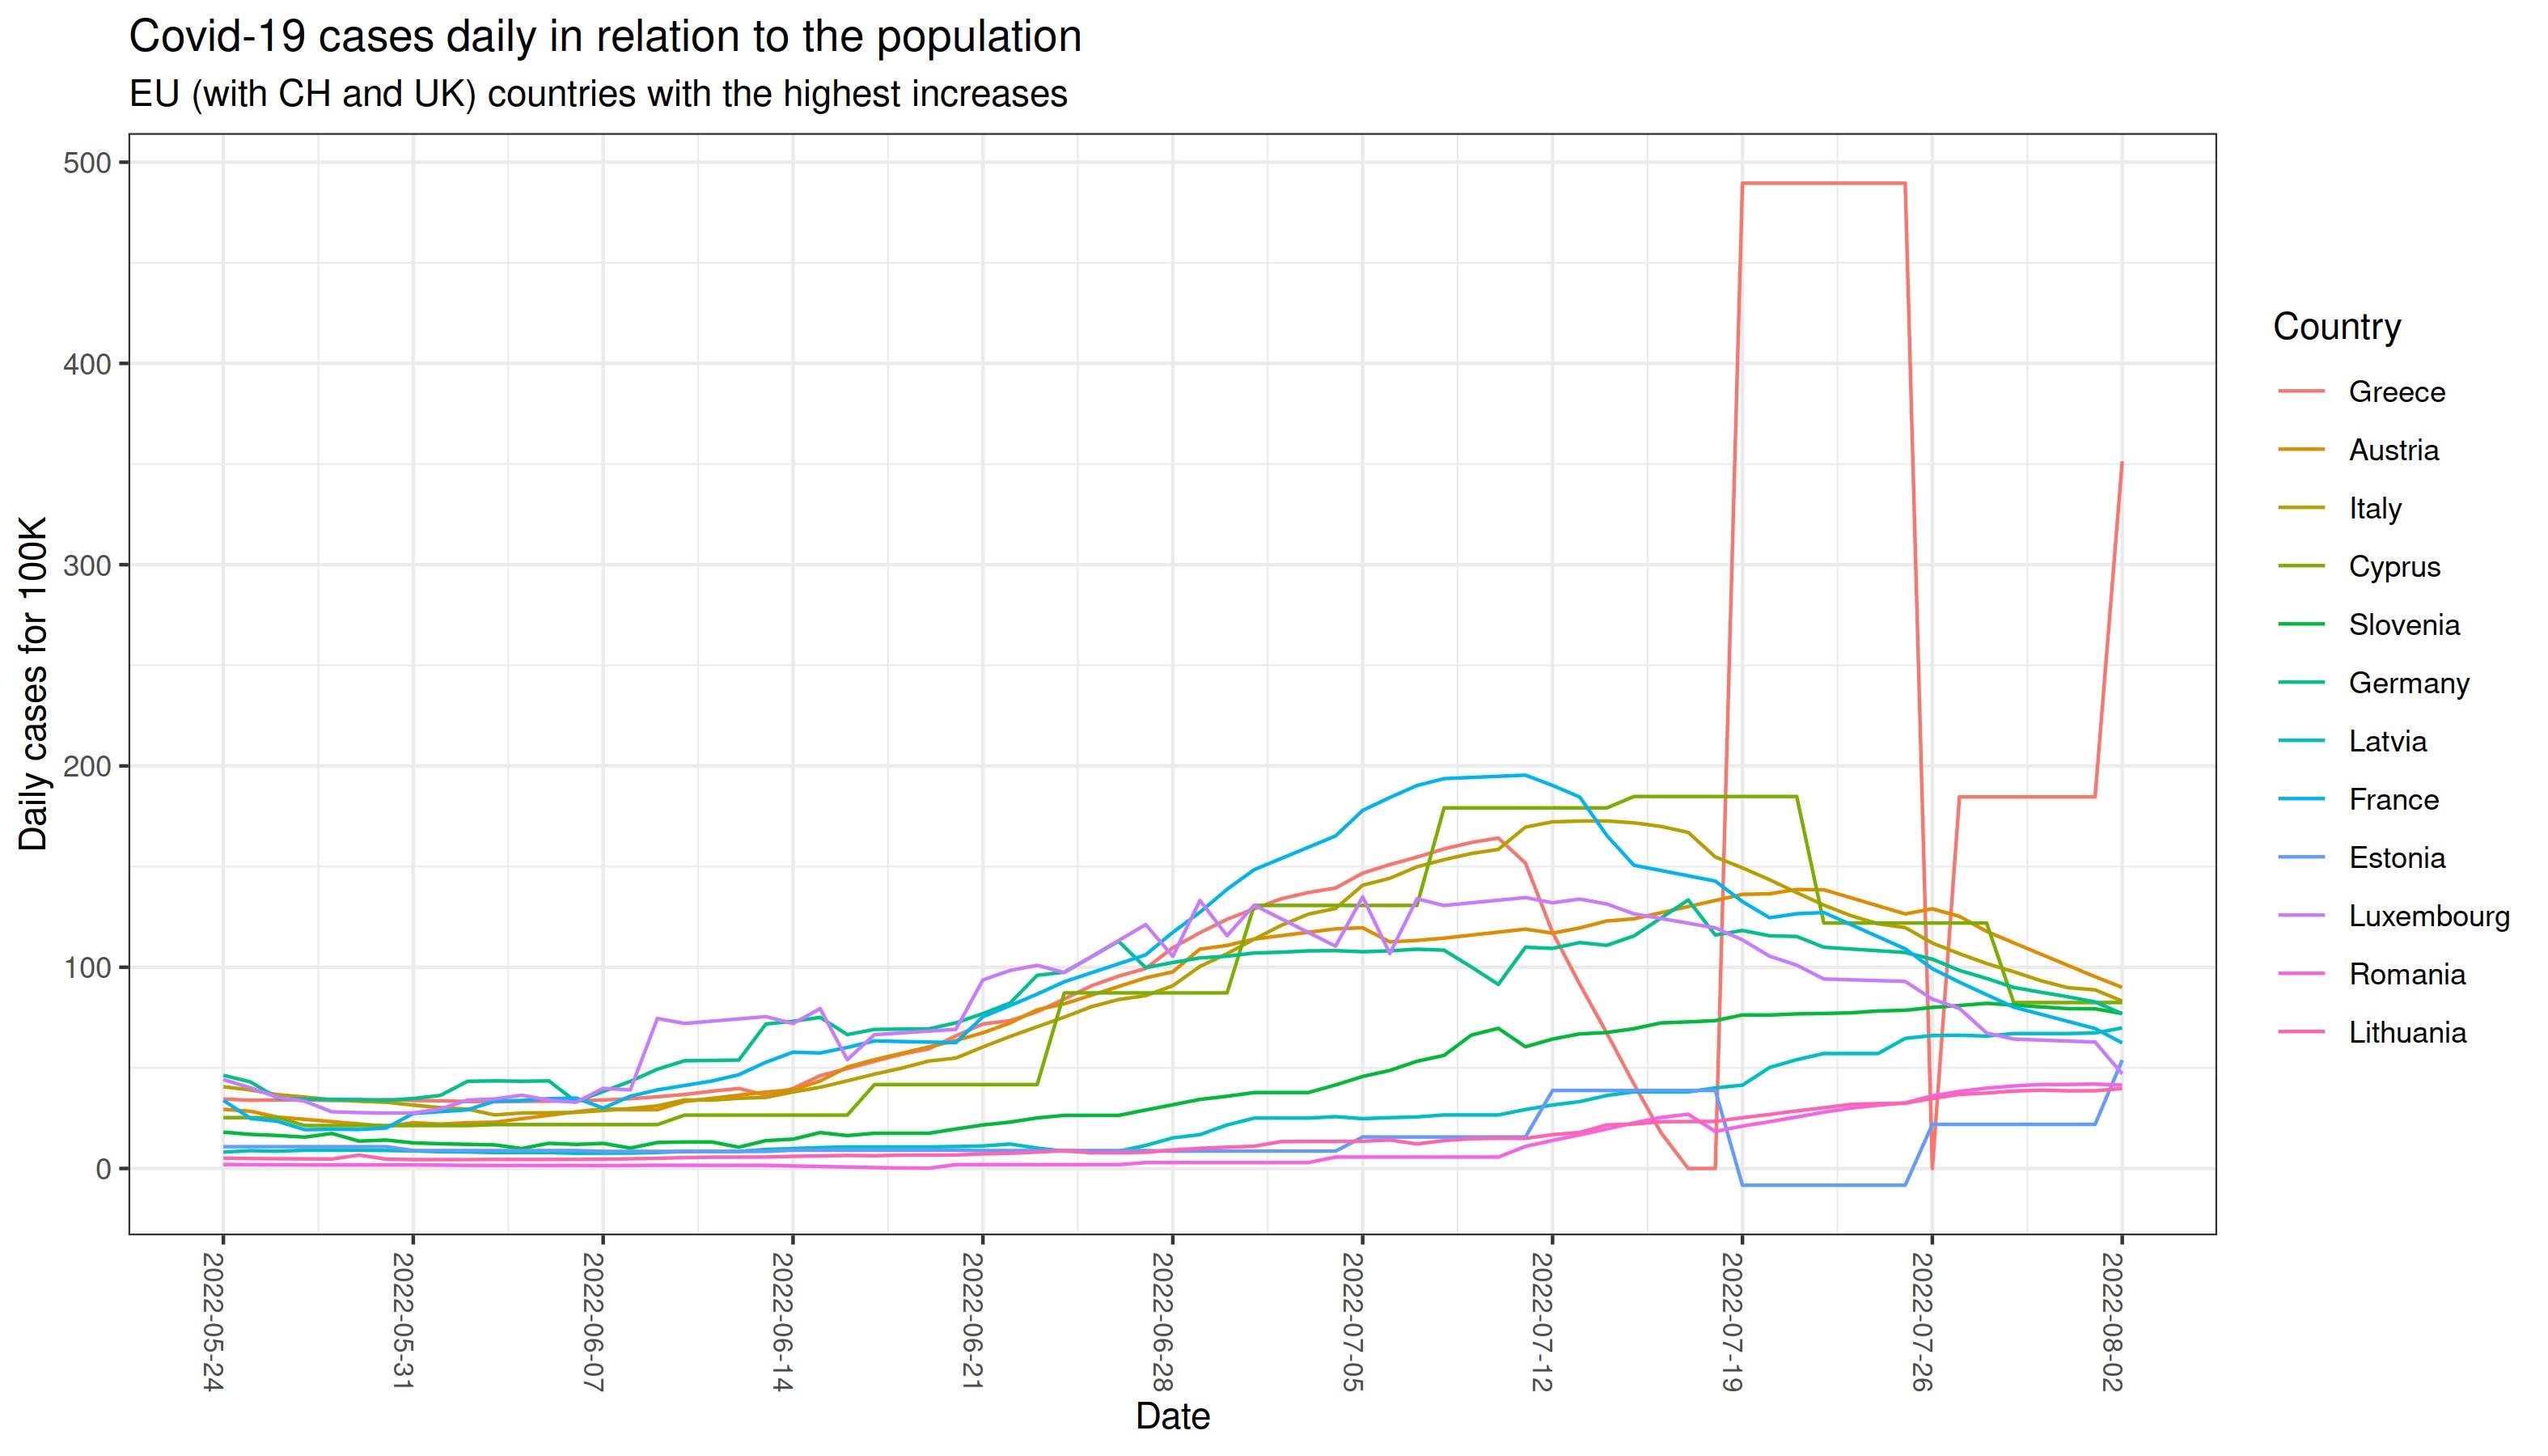 Covid-19 cases daily in relation to the population
EU (with CH and UK) countries with the highest increases
Daily cases for 100K
500
400
300
200
100
0
2022-05-24
2022-05-31
2022-06-07
2022-06-14
2022-06-21
2022-06-28
2022-07-05
2022-07-12
2022-07-19
2022-07-26
2022-08-02
Date
Country
Greece
Austria
Italy
Cyprus
Slovenia
Germany
Latvia
France
Estonia
Luxembourg
Romania
Lithuania